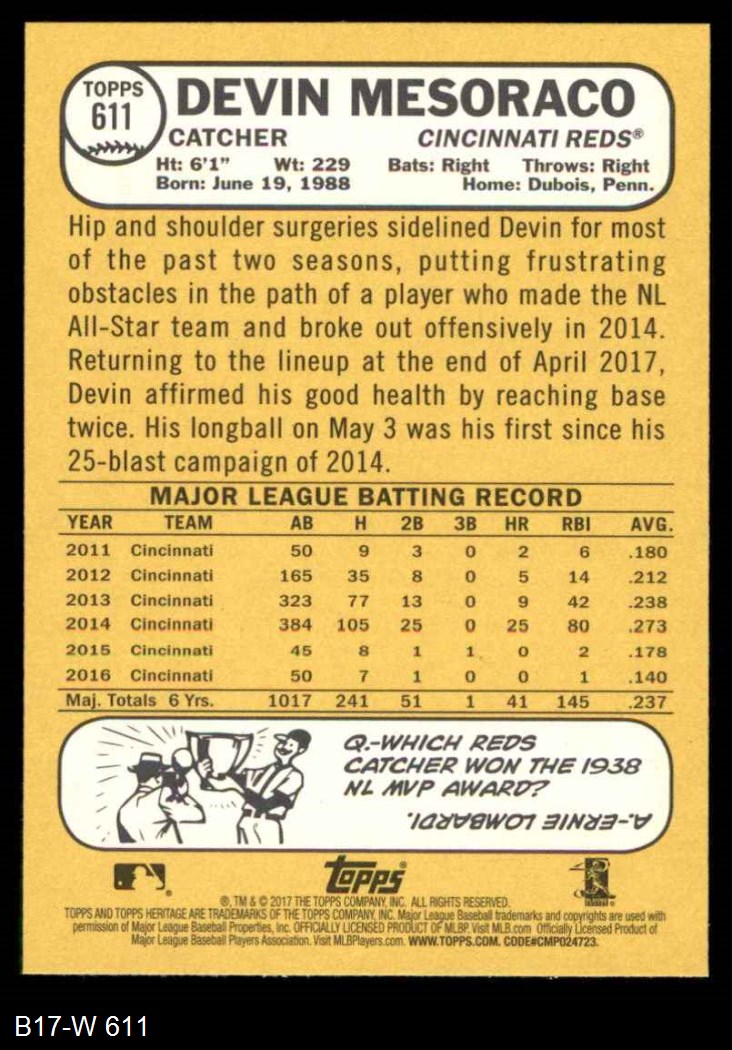 TOPPS
611
DEVIN MESORACO
CATCHER CINCINNATI REDS®
Ht: 6'1" Wt: 229 Bats: Right Throws: Right
Born: June 19, 1988 Home: Dubois, Penn.
Hip and shoulder surgeries sidelined Devin for most
of the past two seasons, putting frustrating
obstacles in the path of a player who made the NL
All-Star team and broke out offensively in 2014.
Returning to the lineup at the end of April 2017,
Devin affirmed his good health by reaching base
twice. His longball on May 3 was his first since his
25-blast campaign of 2014.
MAJOR LEAGUE BATTING RECORD
YEAR TEAM AB H 2B 3B HR RBI AVG.
2011 Cincinnati 50 9 3 0 2 6 .180
2012 Cincinnati 165 35 8 0 5 14 .212
2013 Cincinnati 323 77 13 0 9 42 .238
2014 Cincinnati 384 105 25 0 25 80 .273
2015 Cincinnati 45 8 1 1 0 2 .178
2016 Cincinnati 50 7 1 0 0 1 .140
Maj. Totals 6 Yrs. 1017 241 51 1 41 145 .237
Q.-WHICH REDS
CATCHER WON THE 1938
NL MVP AWARD?
A.-ERNIE LOMBARDI.
Topps®
®, TM & © 2017 THE TOPPS COMPANY, INC. ALL RIGHTS RESERVED.
TOPPS AND TOPPS HERITAGE ARE TRADEMARKS OF THE TOPPS COMPANY, INC. Major League Baseball trademarks and copyrights are used with
permission of Major League Baseball Properties, Inc. OFFICIALLY LICENSED PRODUCT OF MLBP. Visit MLB.com Officially Licensed Product of
Major League Baseball Players Association. Visit MLBPlayers.com. WWW.TOPPS.COM. CODE#CMP024723.
B17-W 611